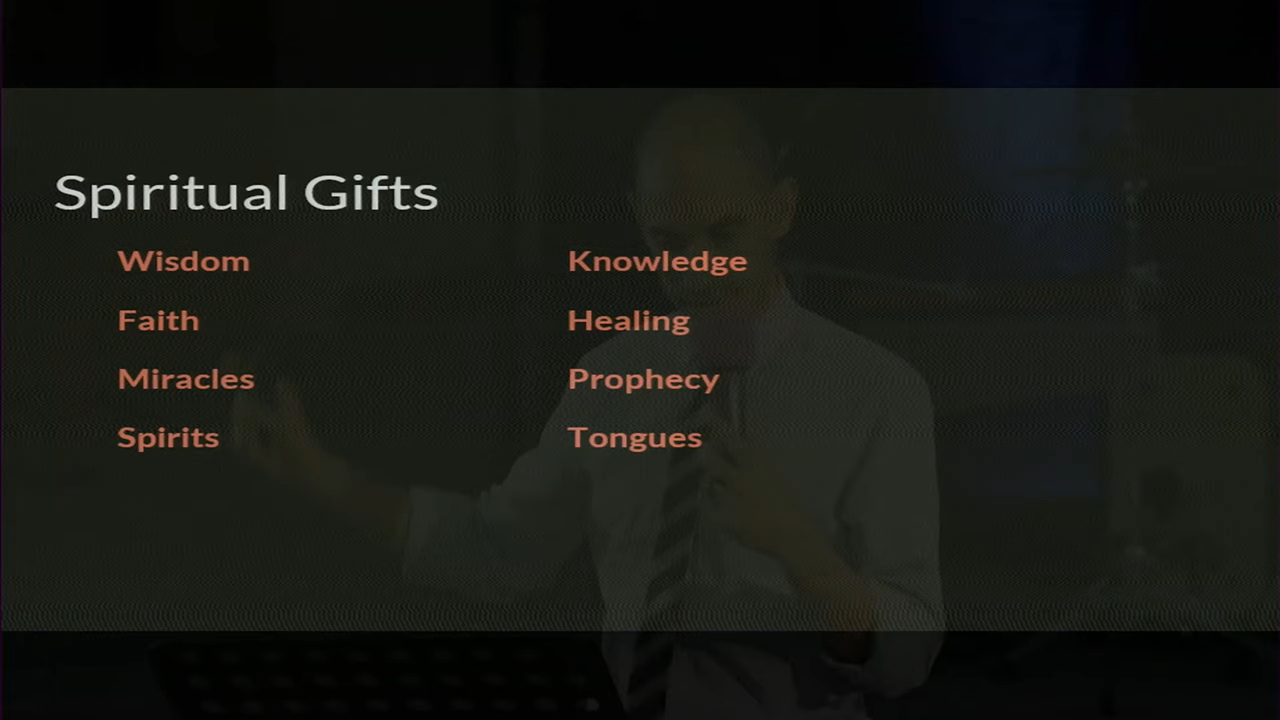 Spiritual Gifts
Wisdom Knowledge
Faith Healing
Miracles Prophecy
Spirits Tongues